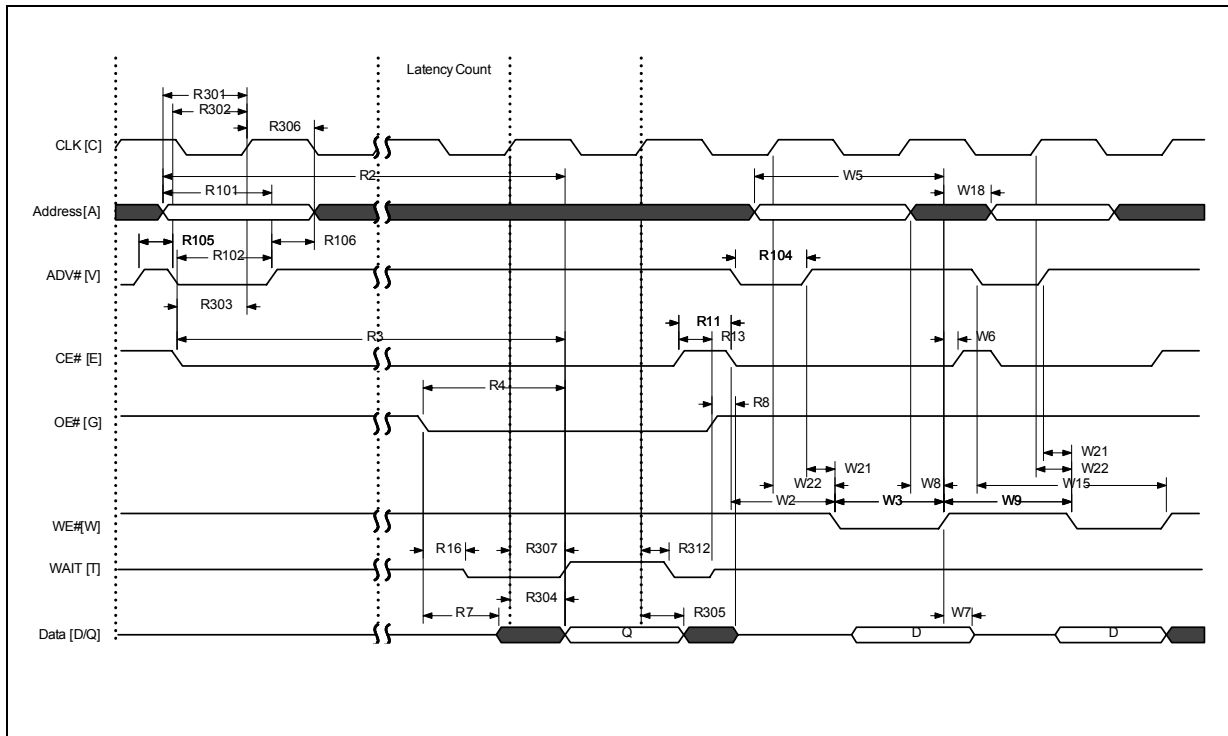 Latency Count
R301
R302
R306
CLK [C]
R2
W5
R101
W18
Address [A]
R105
R102
R106
R104
ADV# [V]
R303
R3
R11
R13
W6
CE# [E]
R4
R8
OE# [G]
W21
W21
W22
W22
W8
W15
W2
W3
W9
WE# [W]
R16
R307
R312
WAIT [T]
R304
R7
R305
W7
Data [D/Q]
Q
D
D